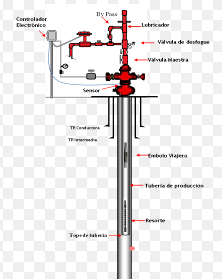 By Pass
Controlador
Electrónico
Lubricador
Válvula de desfogue
Válvula Maestra
Sensor
TR Conductora
TR intermedia
Embolo Viajero
Tubería de producción
Resorte
Tope de tubería